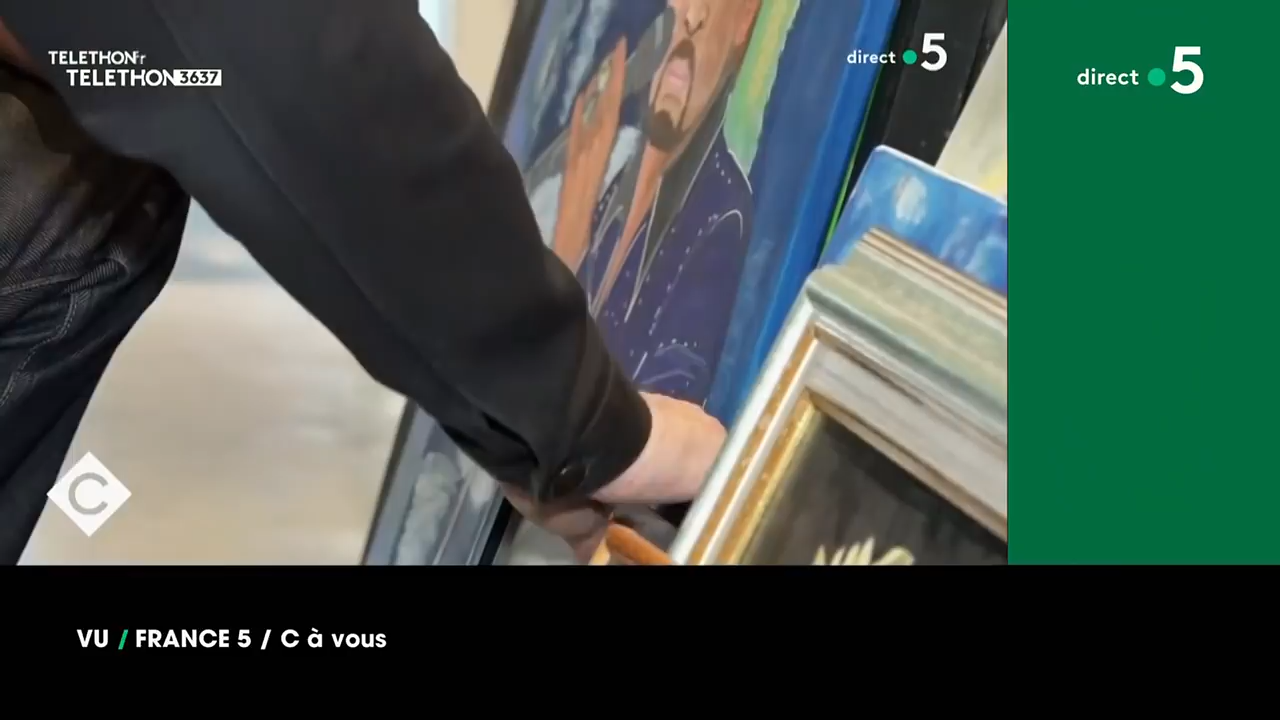 TELETHON.fr
TELETHON 3637
direct 5
direct 5
C
VU / FRANCE 5 / C à vous